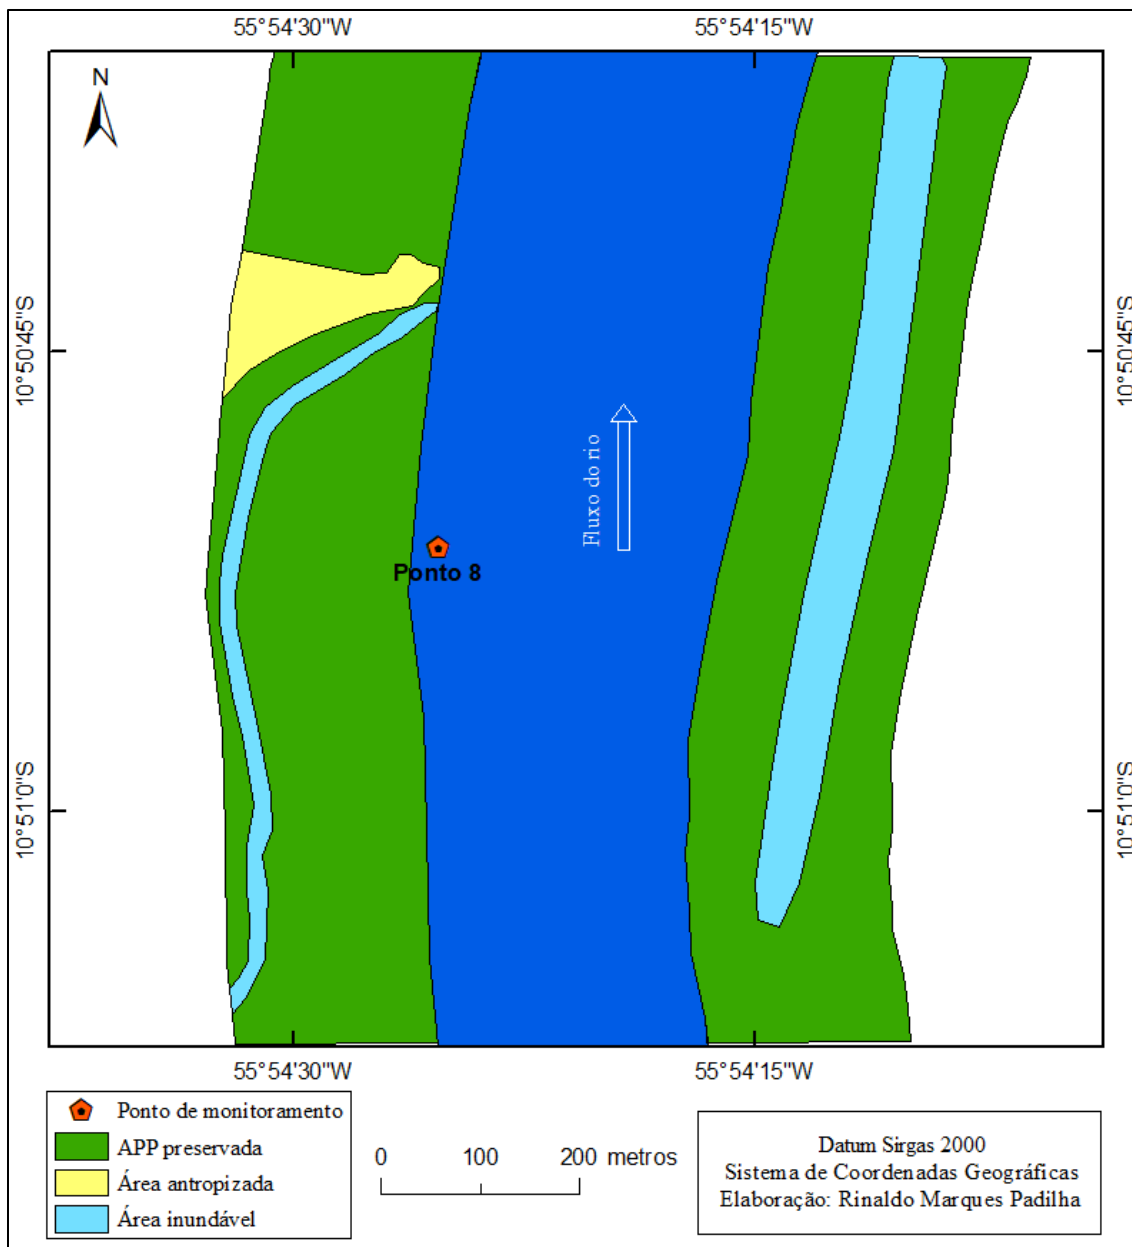 55°54'30"W
55°54'15"W
N
10°50'45"S
10°50'45"S
Fluxo do rio
Ponto 8
10°51'0"S
10°51'0"S
55°54'30"W
55°54'15"W
Ponto de monitoramento
APP preservada
Área antropizada
Área inundável
0 100 200 metros
Datum Sirgas 2000
Sistema de Coordenadas Geográficas
Elaboração: Rinaldo Marques Padilha